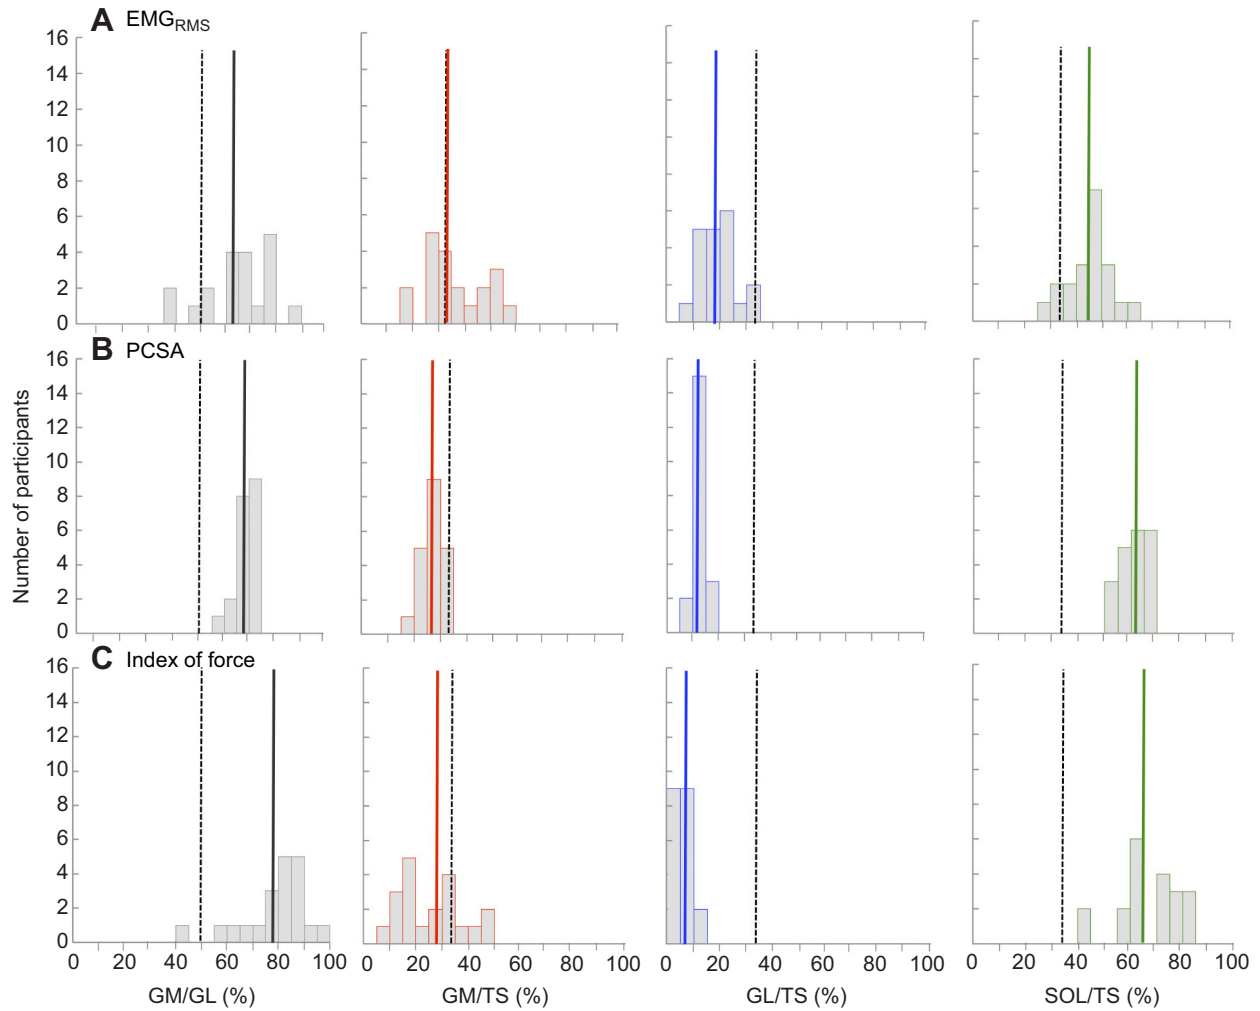 A EMGRMS
16
14
12
10
8
6
4
2
0
B PCSA
16
14
12
10
8
6
4
2
0
Number of participants
C Index of force
16
14
12
10
8
6
4
2
0
0 20 40 60 80 100
0 20 40 60 80 100
0 20 40 60 80 100
0 20 40 60 80 100
GM/GL (%)
GM/TS (%)
GL/TS (%)
SOL/TS (%)